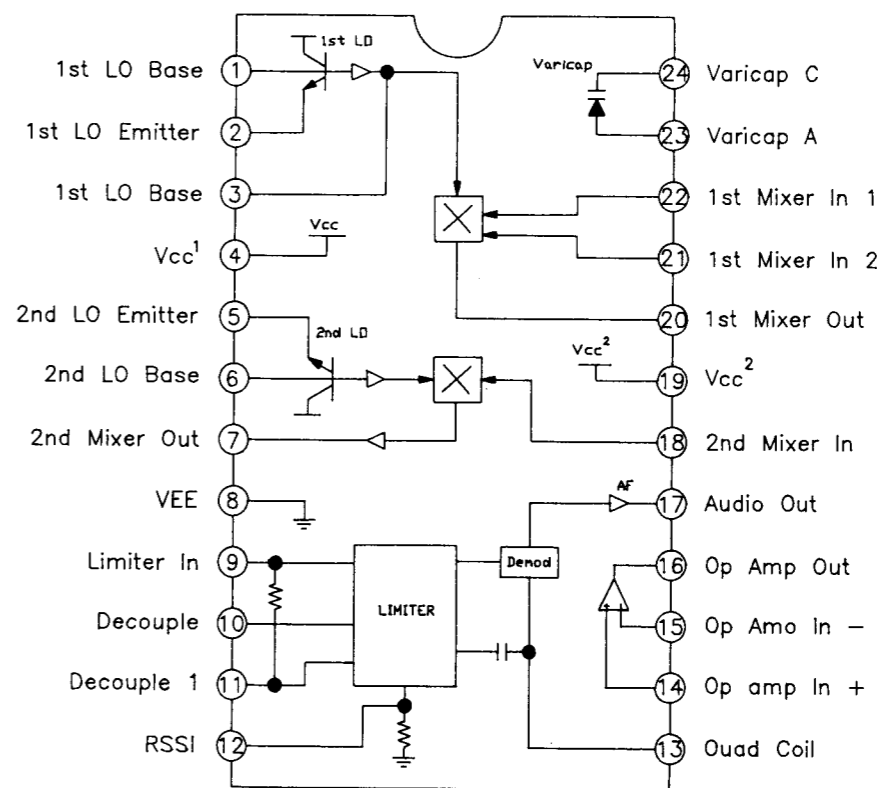 1st LO Base 1
1st LO Emitter 2
1st LO Base 3
Vcc1 4
2nd LO Emitter 5
2nd LO Base 6
2nd Mixer Out 7
VEE 8
Limiter In 9
Decouple 10
Decouple 1 11
RSSI 12
1st LO
Vcc
2nd LO
LIMITER
Varicap
Vcc2
AF
Demod
24 Varicap C
23 Varicap A
22 1st Mixer In 1
21 1st Mixer In 2
20 1st Mixer Out
19 Vcc2
18 2nd Mixer In
17 Audio Out
16 Op Amp Out
15 Op Amo In −
14 Op amp In +
13 Quad Coil